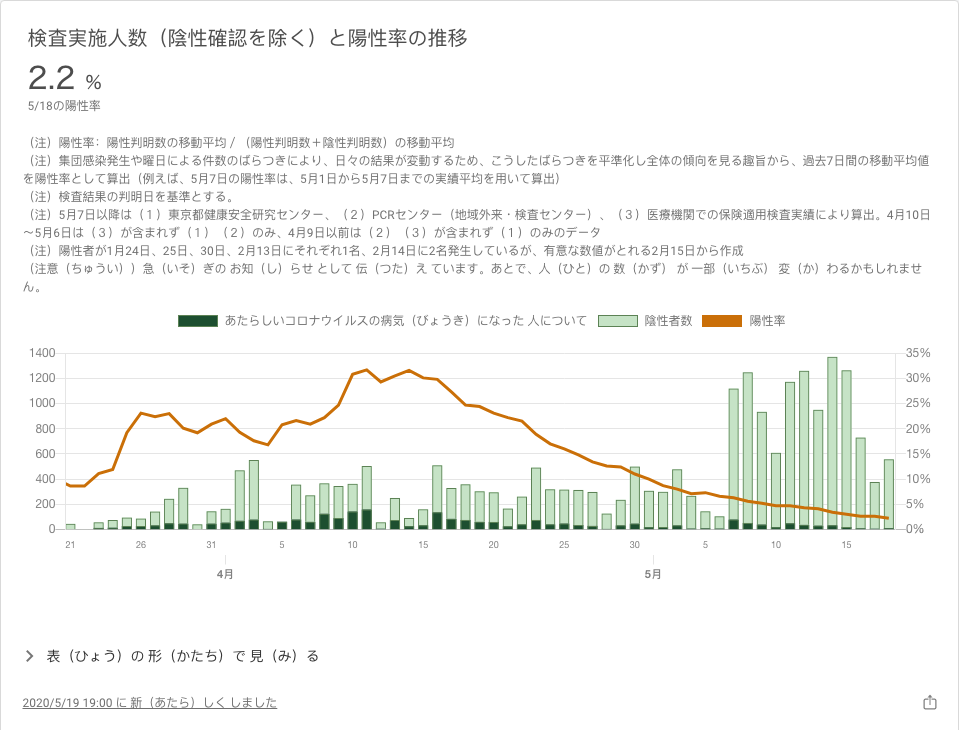 検査実施人数（陰性確認を除く）と陽性率の推移
2.2 %
5/18の陽性率
（注）陽性率：陽性判明数の移動平均 / （陽性判明数＋陰性判明数）の移動平均
（注）集団感染発生や曜日による件数のばらつきにより、日々の結果が変動するため、こうしたばらつきを平準化し全体の傾向を見る趣旨から、過去7日間の移動平均値
を陽性率として算出（例えば、5月7日の陽性率は、5月1日から5月7日までの実績平均を用いて算出）
（注）検査結果の判明日を基準とする。
（注）5月7日以降は（１）東京都健康安全研究センター、（２）PCRセンター（地域外来・検査センター）、（３）医療機関での保険適用検査実績により算出。4月10日
～5月6日は（３）が含まれず（１）（２）のみ、4月9日以前は（２）（３）が含まれず（１）のみのデータ
（注）陽性者が1月24日、25日、30日、2月13日にそれぞれ1名、2月14日に2名発生しているが、有意な数値がとれる2月15日から作成
（注意（ちゅうい））急（いそ）ぎの お知（し）らせ として 伝（つた）え ています。あとで、人（ひと）の 数（かず） が 一部（いちぶ） 変（か）わるかもしれませ
ん。
あたらしいコロナウイルスの病気（びょうき）になった 人について 陰性者数 陽性率
1400 35%
1200 30%
1000 25%
800 20%
600 15%
400 10%
200 5%
0 0%
21 26 31 5 10 15 20 25 30 5 10 15
4月 5月
表（ひょう）の 形（かたち）で 見（み）る
2020/5/19 19:00 に 新（あたら）しく しました